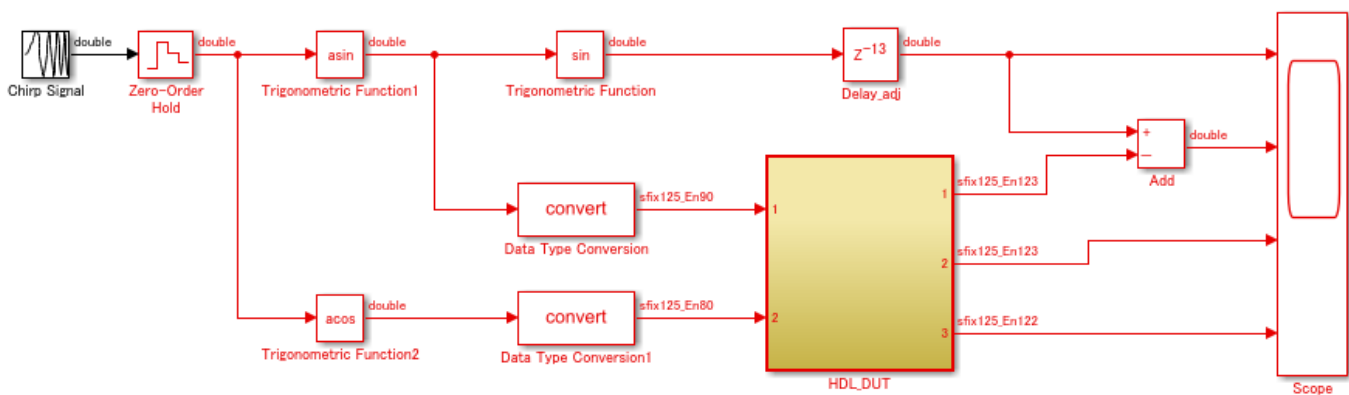 double
Chirp Signal
double
Zero-Order
Hold
asin
double
Trigonometric Function1
sin
double
Trigonometric Function
Z-13
double
Delay_adj
+
−
double
Add
convert
sfix125_En90
Data Type Conversion
acos
double
Trigonometric Function2
convert
sfix125_En80
Data Type Conversion1
1
2
1
2
3
HDL_DUT
sfix125_En123
sfix125_En123
sfix125_En122
Scope